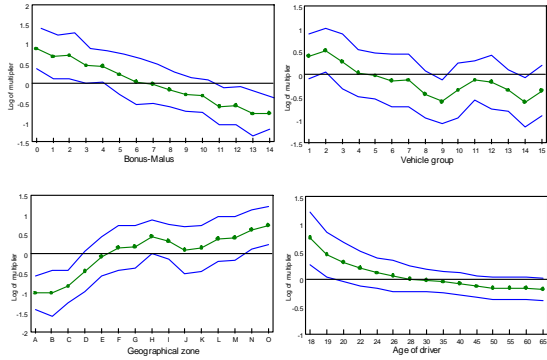 2
1.5
1
0.5
0
-0.5
-1
-1.5
Log of multiplier
0 1 2 3 4 5 6 7 8 9 10 11 12 13 14
Bonus-Malus
1.5
1
0.5
0
-0.5
-1
-1.5
Log of multiplier
1 2 3 4 5 6 7 8 9 10 11 12 13 14 15
Vehicle group
1.5
1
0.5
0
-0.5
-1
-1.5
-2
Log of multiplier
A B C D E F G H I J K L M N O
Geographical zone
1.5
1
0.5
0
-0.5
-1
Log of multiplier
18 19 20 22 24 26 28 30 35 40 45 50 55 60 65
Age of driver